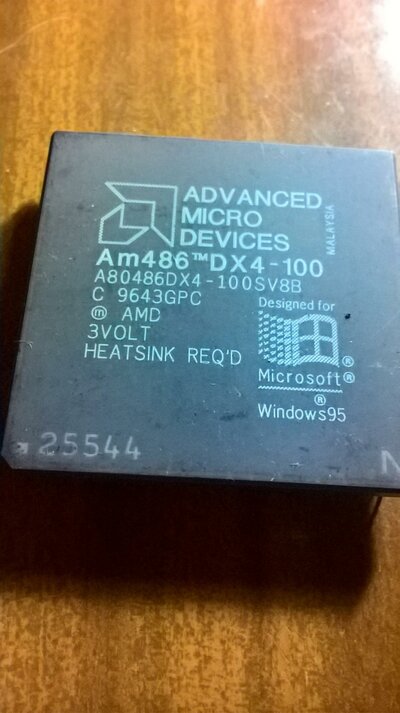 ADVANCED
MICRO
DEVICES
MALAYSIA
Am486™DX4-100
A80486DX4-100SV8B
C 9643GPC
ⓜ AMD
3VOLT
HEATSINK REQ'D
Designed for
®
Microsoft®
®
Windows95
25544
N